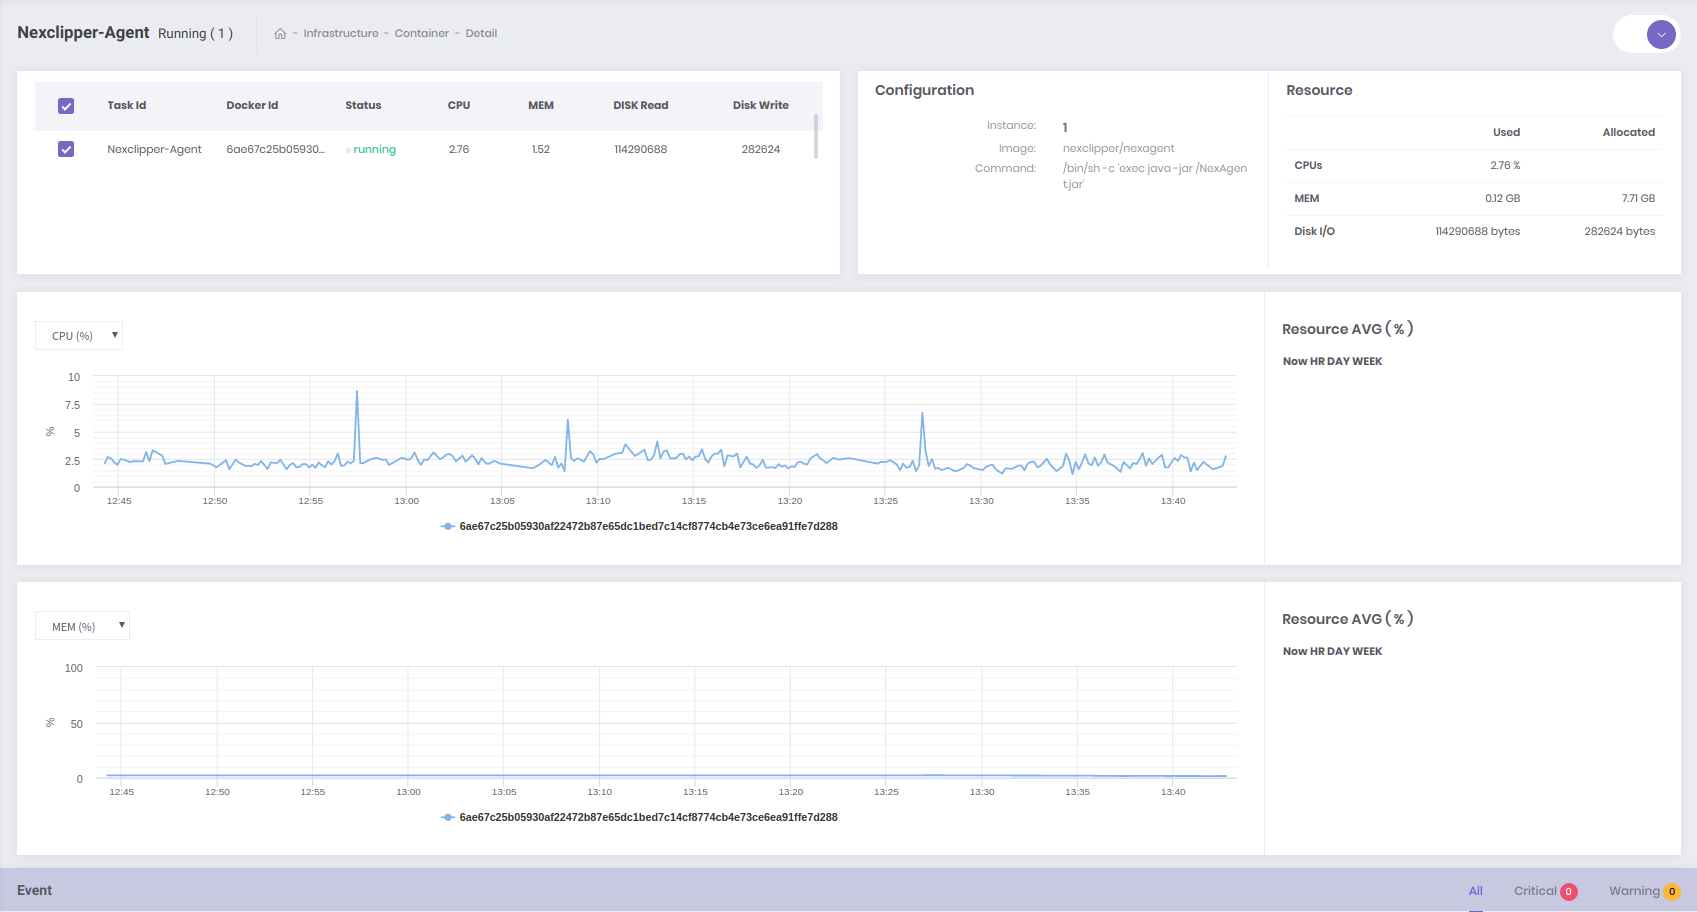 Nexclipper-Agent Running ( 1 ) - Infrastructure - Container - Detail
Task Id Docker Id Status CPU MEM DISK Read Disk Write
Nexclipper-Agent 6ae67c25b05930... running 2.76 1.52 114290688 282624
Configuration
Instance: 1
Image: nexclipper/nexagent
Command: /bin/sh -c 'exec java -jar /NexAgen
t.jar'
Resource
Used Allocated
CPUs 2.76 %
MEM 0.12 GB 7.71 GB
Disk I/O 114290688 bytes 282624 bytes
CPU (%)
10
7.5
5
2.5
0
%
12:45 12:50 12:55 13:00 13:05 13:10 13:15 13:20 13:25 13:30 13:35 13:40
6ae67c25b05930af22472b87e65dc1bed7c14cf8774cb4e73ce6ea91ffe7d288
Resource AVG ( % )
Now HR DAY WEEK
MEM (%)
100
50
0
%
12:45 12:50 12:55 13:00 13:05 13:10 13:15 13:20 13:25 13:30 13:35 13:40
6ae67c25b05930af22472b87e65dc1bed7c14cf8774cb4e73ce6ea91ffe7d288
Resource AVG ( % )
Now HR DAY WEEK
Event All Critical 0 Warning 0